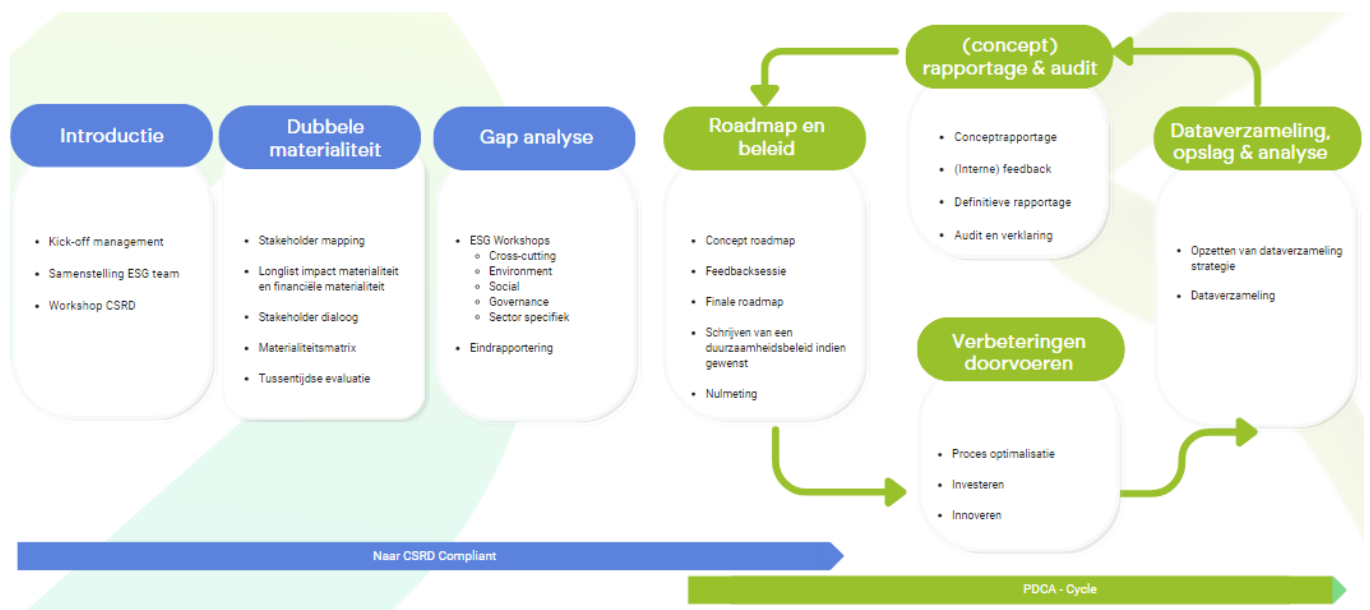 Introductie
• Kick-off management
• Samenstelling ESG team
• Workshop CSRD
Dubbele
materialiteit
• Stakeholder mapping
• Longlist impact materialiteit
en financiële materialiteit
• Stakeholder dialoog
• Materialiteitsmatrix
• Tussentijdse evaluatie
Gap analyse
• ESG Workshops
○ Cross-cutting
○ Environment
○ Social
○ Governance
○ Sector specifiek
• Eindrapportering
Roadmap en
beleid
• Concept roadmap
• Feedbacksessie
• Finale roadmap
• Schrijven van een
duurzaamheidsbeleid indien
gewenst
• Nulmeting
(concept)
rapportage & audit
• Conceptrapportage
• (Interne) feedback
• Definitieve rapportage
• Audit en verklaring
Verbeteringen
doorvoeren
• Proces optimalisatie
• Investeren
• Innoveren
Dataverzameling,
opslag & analyse
• Opzetten van dataverzameling
strategie
• Dataverzameling
Naar CSRD Compliant
PDCA - Cycle